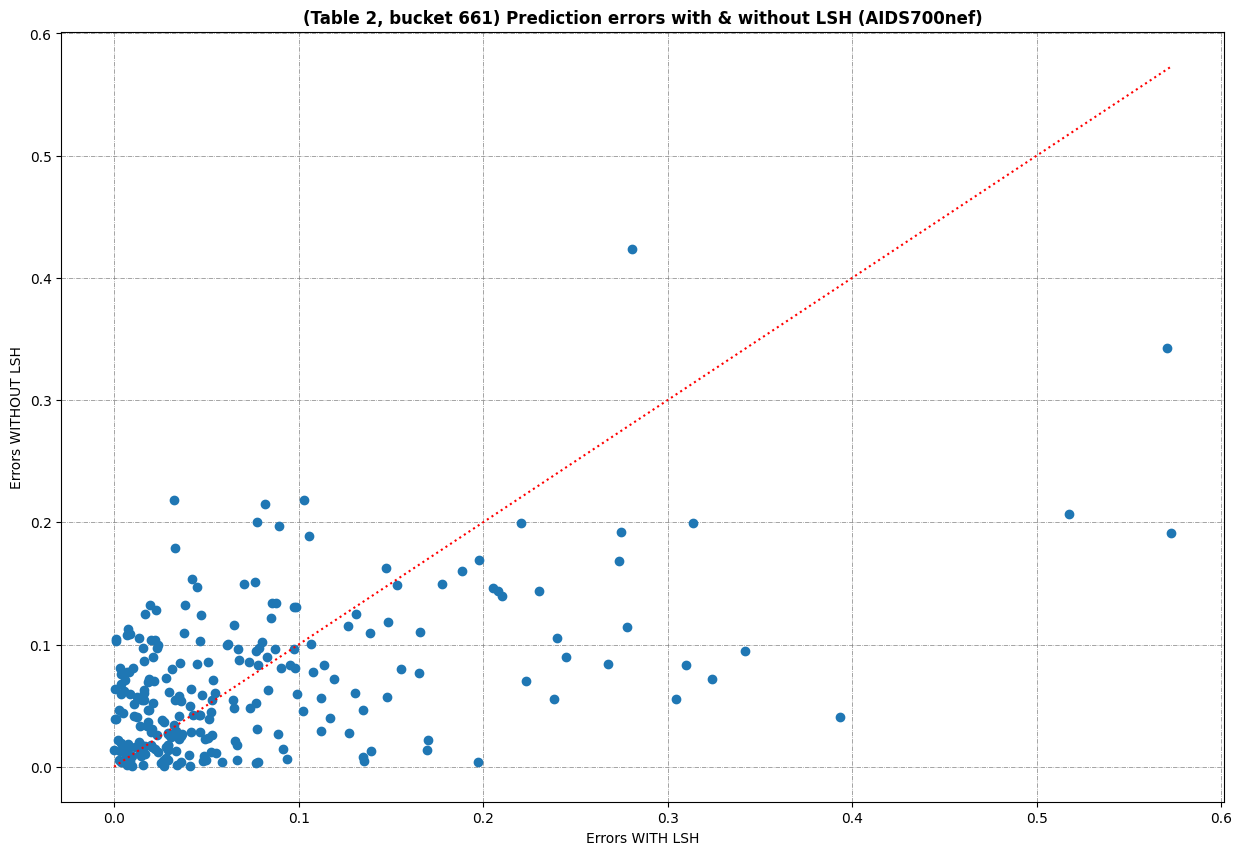 (Table 2, bucket 661) Prediction errors with & without LSH (AIDS700nef)
0.6
0.5
0.4
0.3
0.2
0.1
0.0
Errors WITHOUT LSH
0.0 0.1 0.2 0.3 0.4 0.5 0.6
Errors WITH LSH